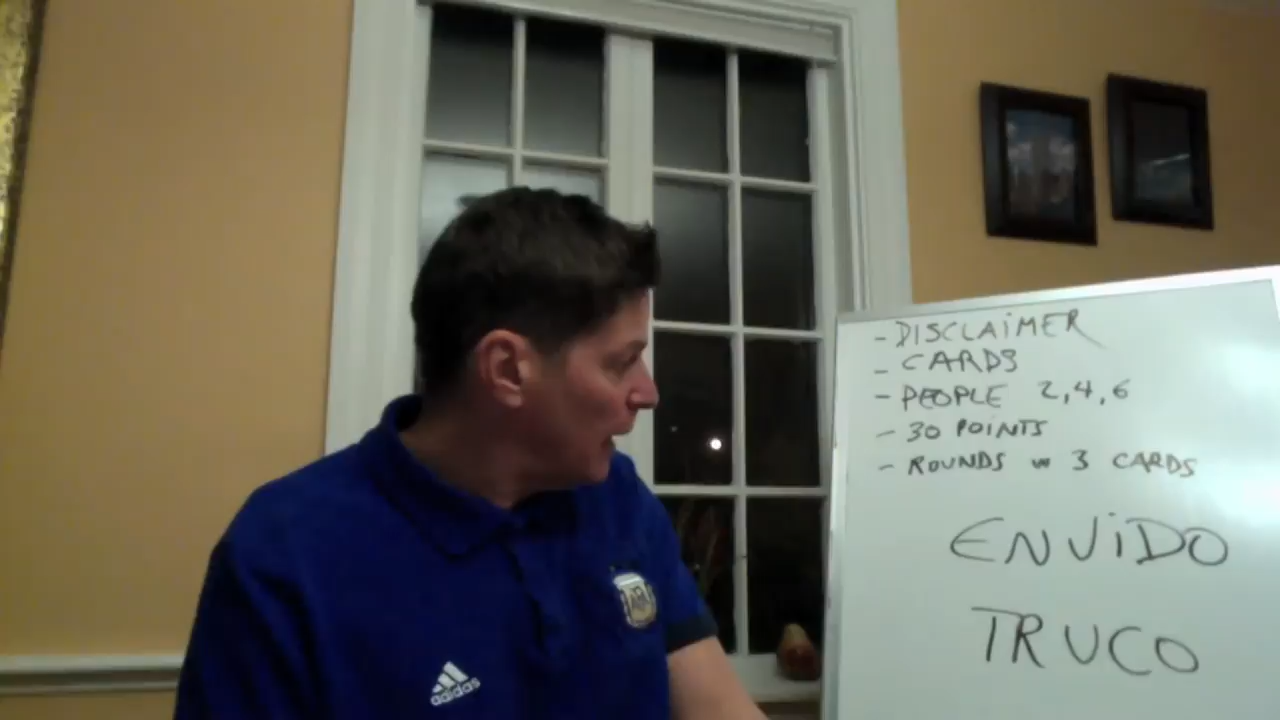 - DISCLAIMER
- CARDS
- PEOPLE 2,4,6
- 30 POINTS
- ROUNDS w 3 CARDS
ENVIDO
TRUCO
adidas